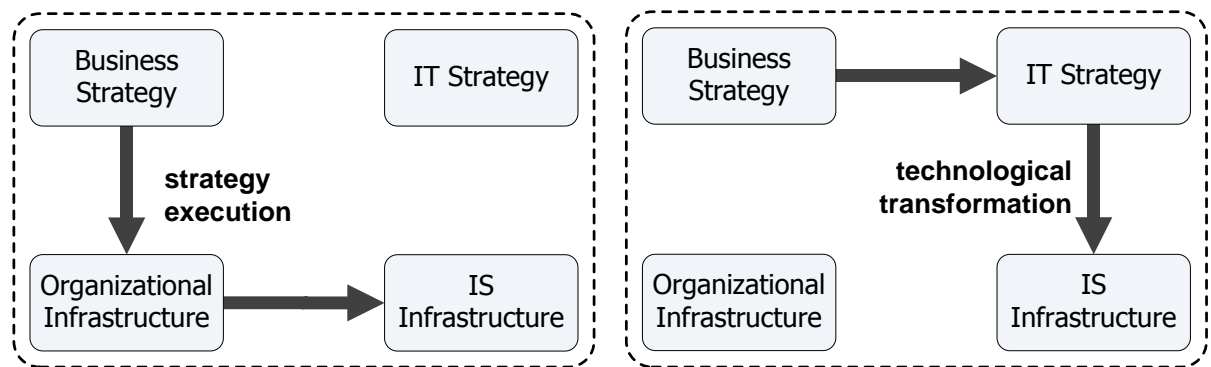 Business
Strategy
IT Strategy
strategy
execution
Organizational
Infrastructure
IS
Infrastructure
Business
Strategy
IT Strategy
technological
transformation
Organizational
Infrastructure
IS
Infrastructure